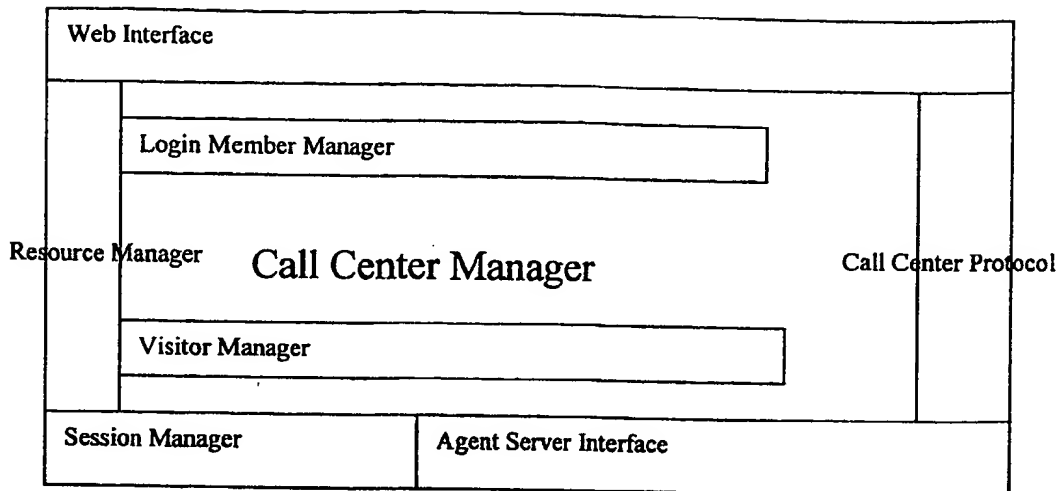 Web Interface
Login Member Manager
Resource Manager
Call Center Manager
Call Center Protocol
Visitor Manager
Session Manager
Agent Server Interface